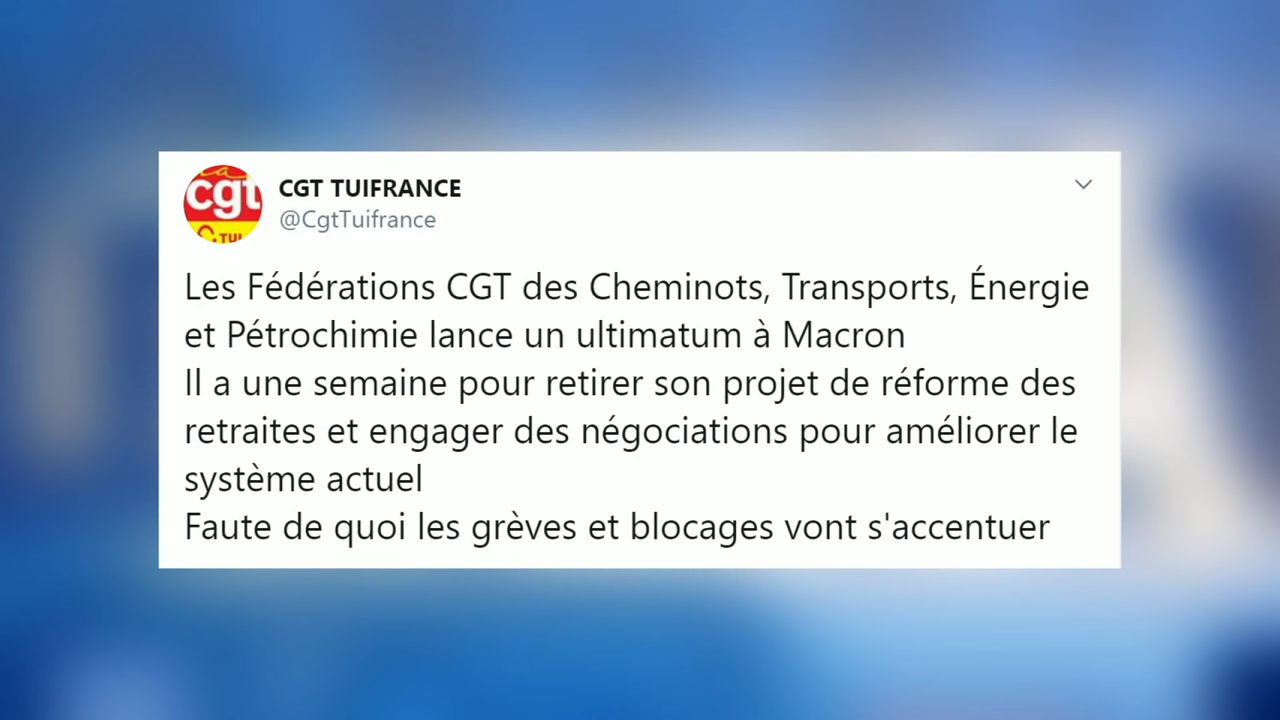 la
cgt
TUI
CGT TUIFRANCE
@CgtTuifrance
Les Fédérations CGT des Cheminots, Transports, Énergie
et Pétrochimie lance un ultimatum à Macron
Il a une semaine pour retirer son projet de réforme des
retraites et engager des négociations pour améliorer le
système actuel
Faute de quoi les grèves et blocages vont s'accentuer